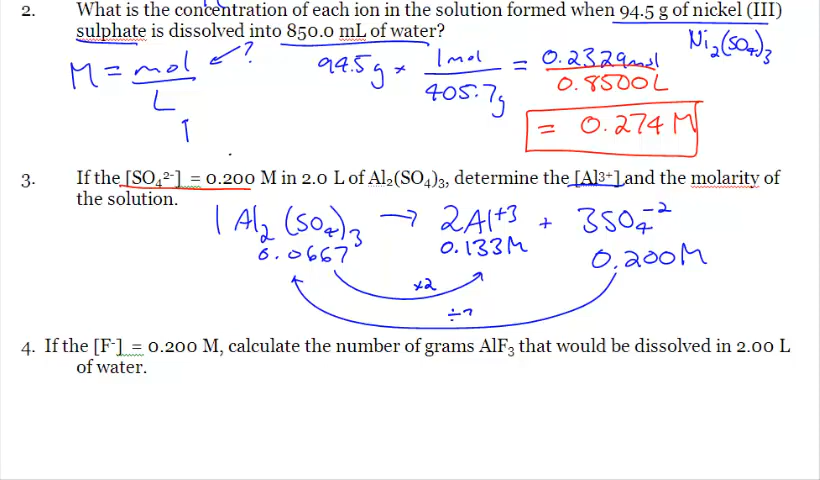 2. What is the concentration of each ion in the solution formed when 94.5 g of nickel (III)
sulphate is dissolved into 850.0 mL of water?
Ni2(SO4)3
M = mol / L ?
94.5g × 1mol / 405.7g = 0.2329mol / 0.8500L
= 0.274 M
3. If the [SO₄²⁻] = 0.200 M in 2.0 L of Al₂(SO₄)₃, determine the [Al³⁺] and the molarity of
the solution.
1 Al2(SO4)3 → 2Al+3 + 3SO4-2
0.0667 0.133M 0.200M
×2
÷3
4. If the [F⁻] = 0.200 M, calculate the number of grams AlF₃ that would be dissolved in 2.00 L
of water.